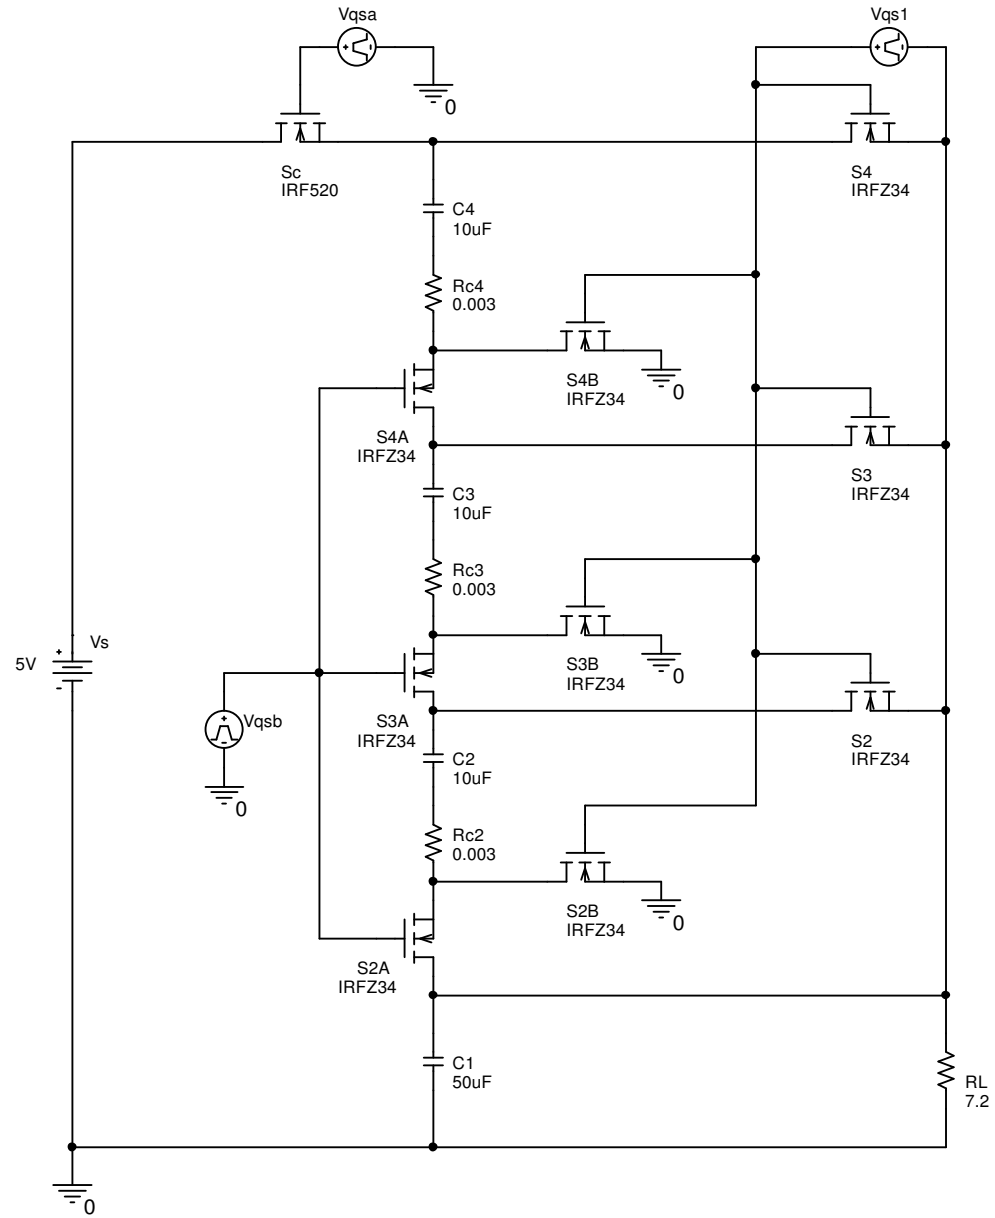 Vqsa
Vqs1
+
-
+
-
0
Sc
IRF520
S4
IRFZ34
C4
10uF
Rc4
0.003
S4B
IRFZ34
0
S4A
IRFZ34
S3
IRFZ34
C3
10uF
Rc3
0.003
S3B
IRFZ34
0
+
Vs
5V
-
Vqsb
+
-
0
S3A
IRFZ34
S2
IRFZ34
C2
10uF
Rc2
0.003
S2B
IRFZ34
0
S2A
IRFZ34
C1
50uF
RL
7.2
0